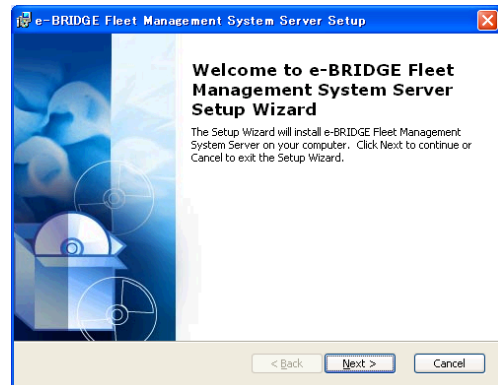 e-BRIDGE Fleet Management System Server Setup
Welcome to e-BRIDGE Fleet
Management System Server
Setup Wizard
The Setup Wizard will install e-BRIDGE Fleet Management
System Server on your computer. Click Next to continue or
Cancel to exit the Setup Wizard.
< Back
Next >
Cancel